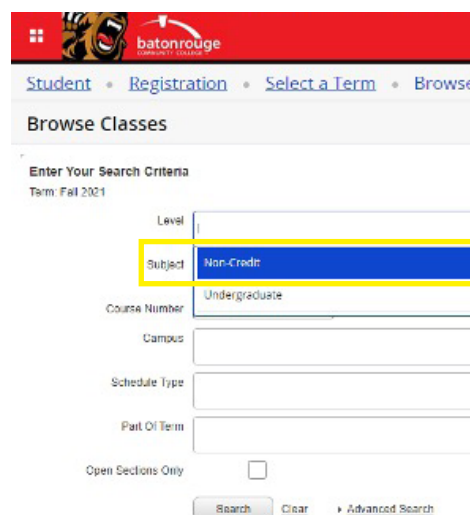 batonrouge
COMMUNITY COLLEGE
Student • Registration • Select a Term • Browse
Browse Classes
Enter Your Search Criteria
Term: Fall 2021
Level
Subject Non-Credit
Undergraduate
Course Number
Campus
Schedule Type
Part Of Term
Open Sections Only
Search Clear Advanced Search